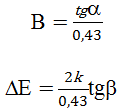 B = tgα / 0,43
ΔE = 2k / 0,43 tgβ